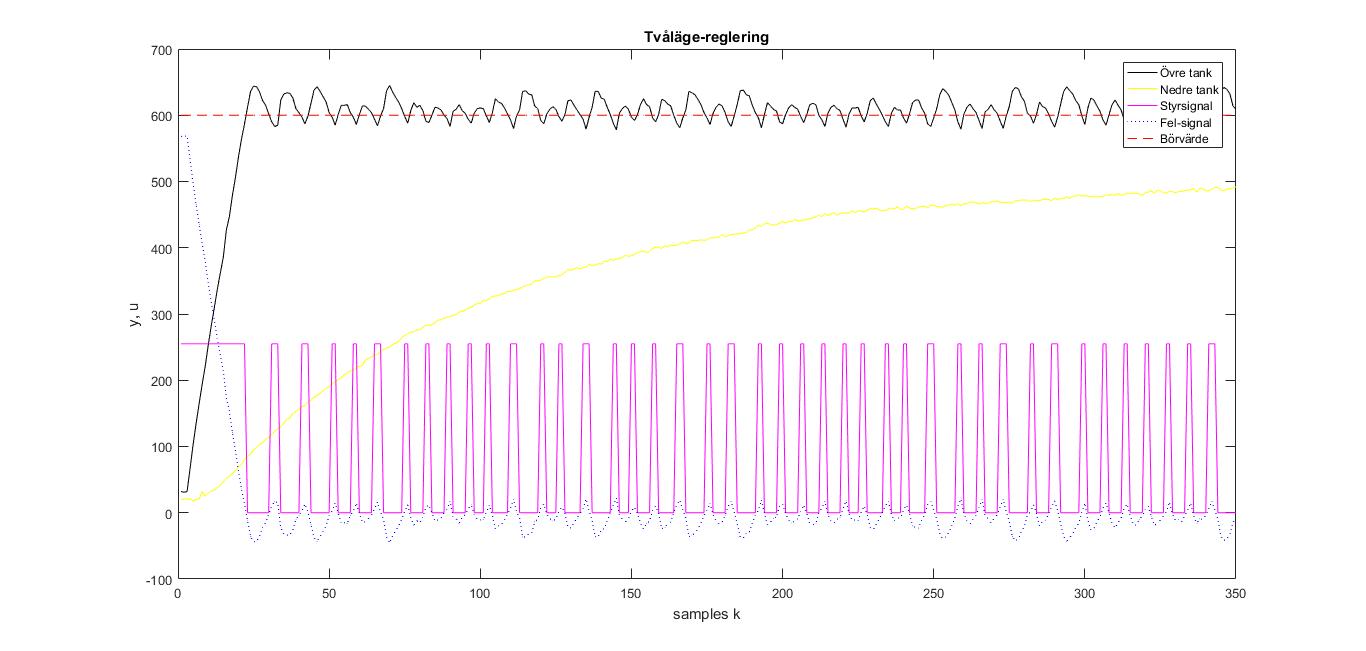 Tvåläge-reglering
700
600
500
400
300
200
100
0
-100
y, u
0 50 100 150 200 250 300 350
samples k
Övre tank
Nedre tank
Styrsignal
Fel-signal
Börvärde